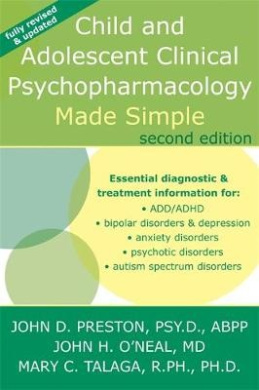 fully revised
& updated
Child and
Adolescent Clinical
Psychopharmacology
Made Simple
second edition
Essential diagnostic &
treatment information for:
• ADD/ADHD
• bipolar disorders & depression
• anxiety disorders
• psychotic disorders
• autism spectrum disorders
JOHN D. PRESTON, PSY.D., ABPP
JOHN H. O'NEAL, MD
MARY C. TALAGA, R.PH., PH.D.